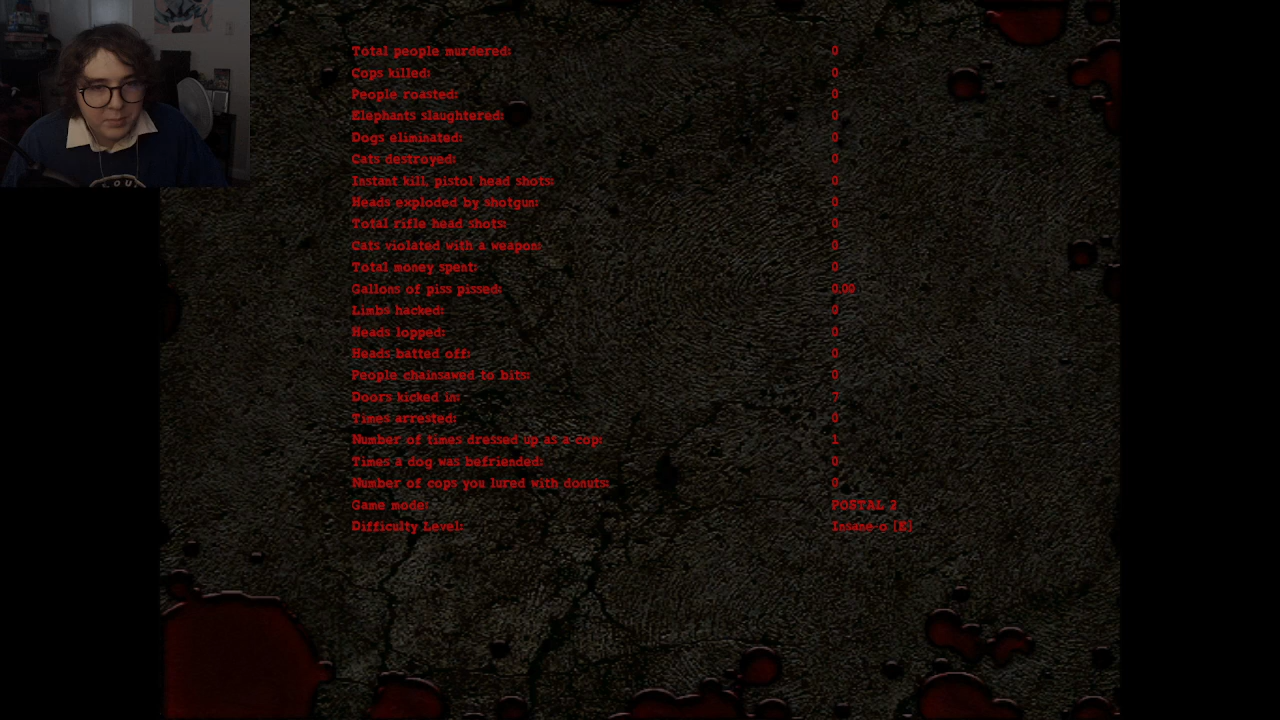 Total people murdered: 0
Cops killed: 0
People roasted: 0
Elephants slaughtered: 0
Dogs eliminated: 0
Cats destroyed: 0
Instant kill, pistol head shots: 0
Heads exploded by shotgun: 0
Total rifle head shots: 0
Cats violated with a weapon: 0
Total money spent: 0
Gallons of piss pissed: 0.00
Limbs hacked: 0
Heads lopped: 0
Heads batted off: 0
People chainsawed to bits: 0
Doors kicked in: 7
Times arrested: 0
Number of times dressed up as a cop: 1
Times a dog was befriended: 0
Number of cops you lured with donuts: 0
Game mode: POSTAL 2
Difficulty Level: Insane-o